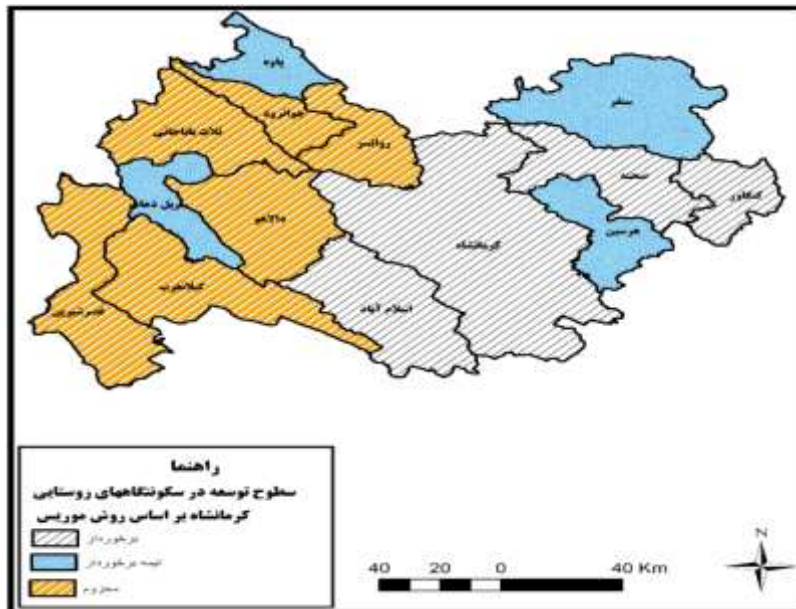 پاوه
سنقر
جوانرود
ثلاث باباجانی
روانسر
صحنه
کنگاور
دالاهو
هرسین
کرمانشاه
گیلانغرب
اسلام آباد
قصرشیرین
راهنما
سطوح توسعه در سکونتگاههای روستایی
کرمانشاه بر اساس روش موریس
برخوردار
نیمه برخوردار
محروم
40 20 0 40 Km
N